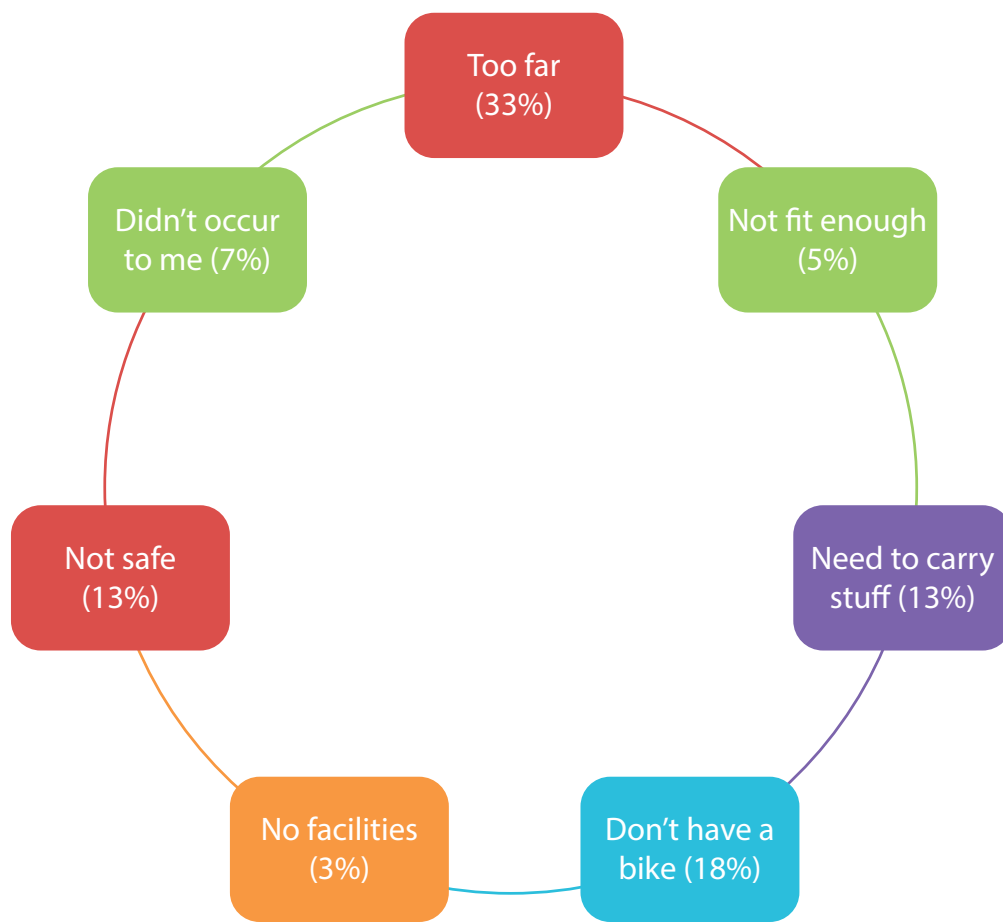 Too far
(33%)
Not fit enough
(5%)
Need to carry
stuff (13%)
Don’t have a
bike (18%)
No facilities
(3%)
Not safe
(13%)
Didn’t occur
to me (7%)